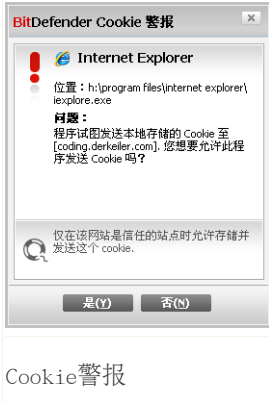 BitDefender Cookie 警报
Internet Explorer
位置：h:\program files\internet explorer\
iexplore.exe
问题：
程序试图发送本地存储的 Cookie 至
[coding.derkeiler.com]. 您想要允许此程
序发送 Cookie 吗？
仅在该网站是信任的站点时允许存储并
发送这个 cookie.
是(Y) 否(N)
Cookie警报